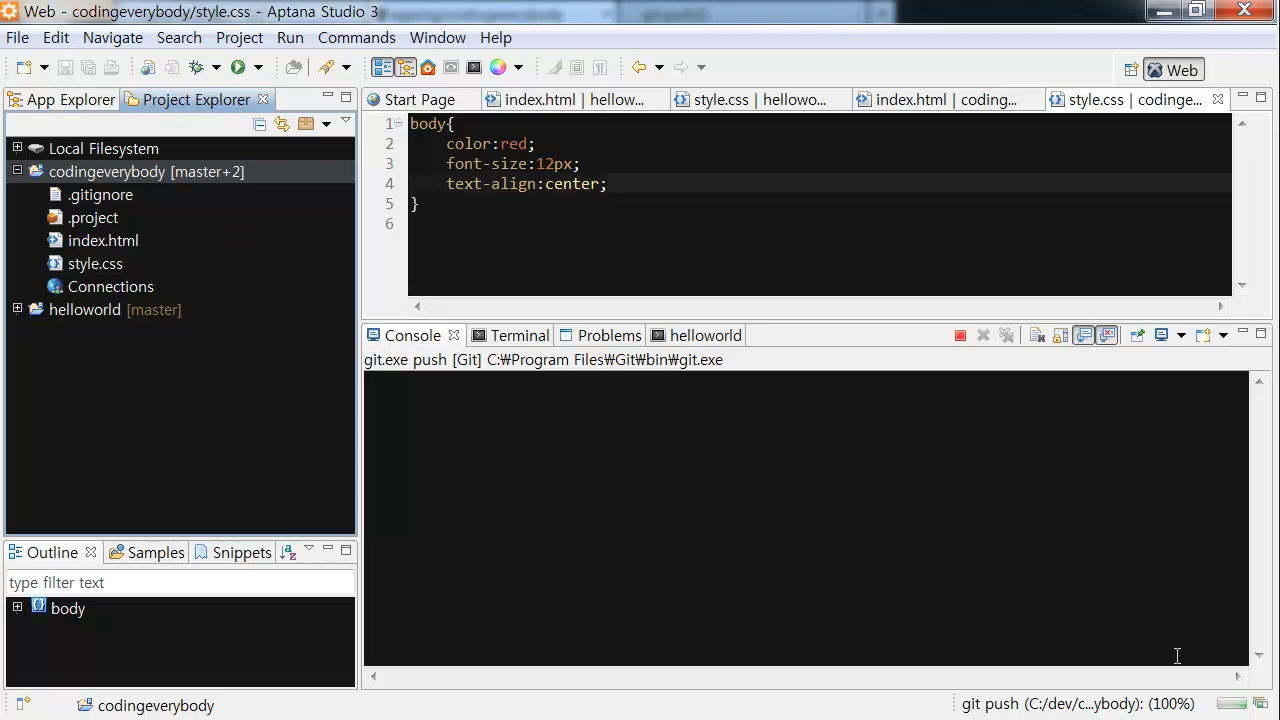 Web - codingeverybody/style.css - Aptana Studio 3
File Edit Navigate Search Project Run Commands Window Help
Web
App Explorer Project Explorer
Start Page index.html | hellow... style.css | hellowo... index.html | coding... style.css | codinge...
Local Filesystem
codingeverybody [master+2]
.gitignore
.project
index.html
style.css
Connections
helloworld [master]
1 body{
2 color:red;
3 font-size:12px;
4 text-align:center;
5 }
6
Console Terminal Problems helloworld
git.exe push [Git] C:₩Program Files₩Git₩bin₩git.exe
Outline Samples Snippets
type filter text
body
codingeverybody
git push (C:/dev/c...ybody): (100%)